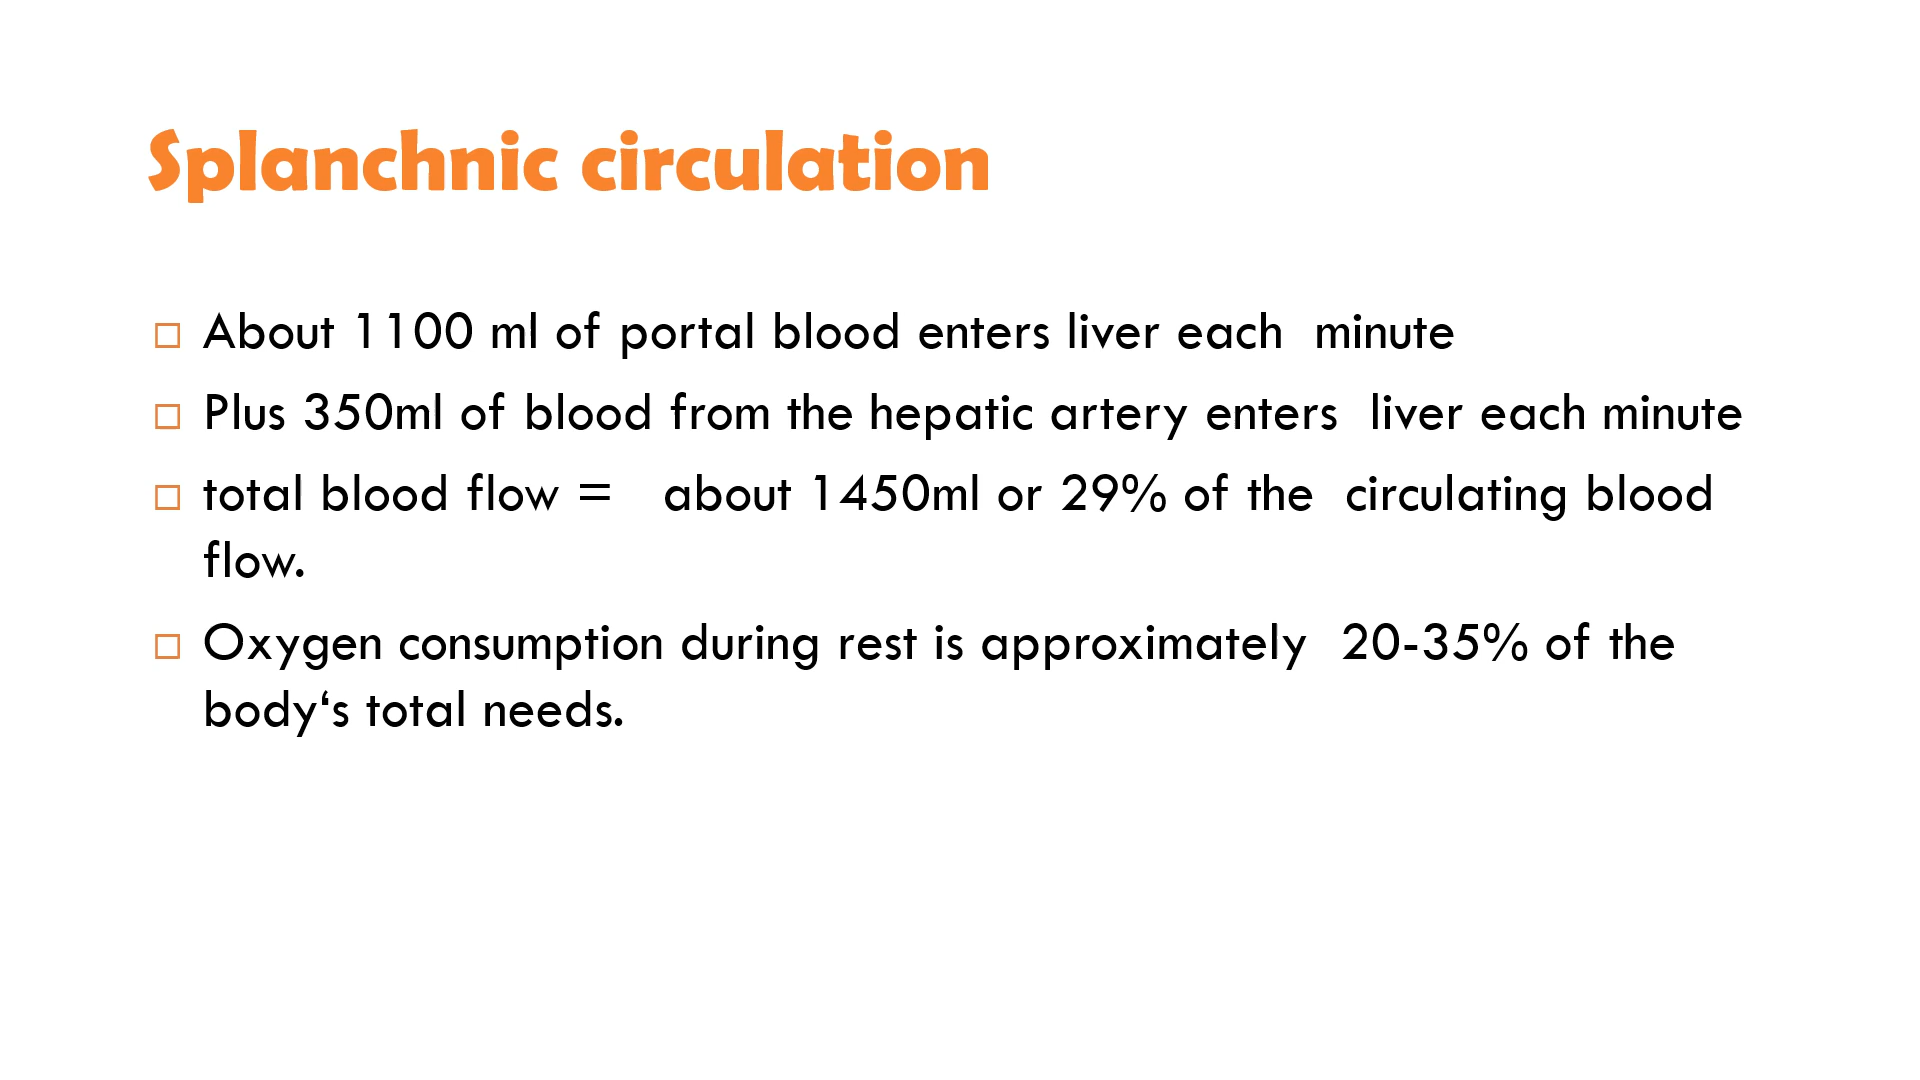 Splanchnic circulation
About 1100 ml of portal blood enters liver each  minute
Plus 350ml of blood from the hepatic artery enters  liver each minute
total blood flow =   about 1450ml or 29% of the  circulating blood
flow.
Oxygen consumption during rest is approximately  20-35% of the
body‘s total needs.